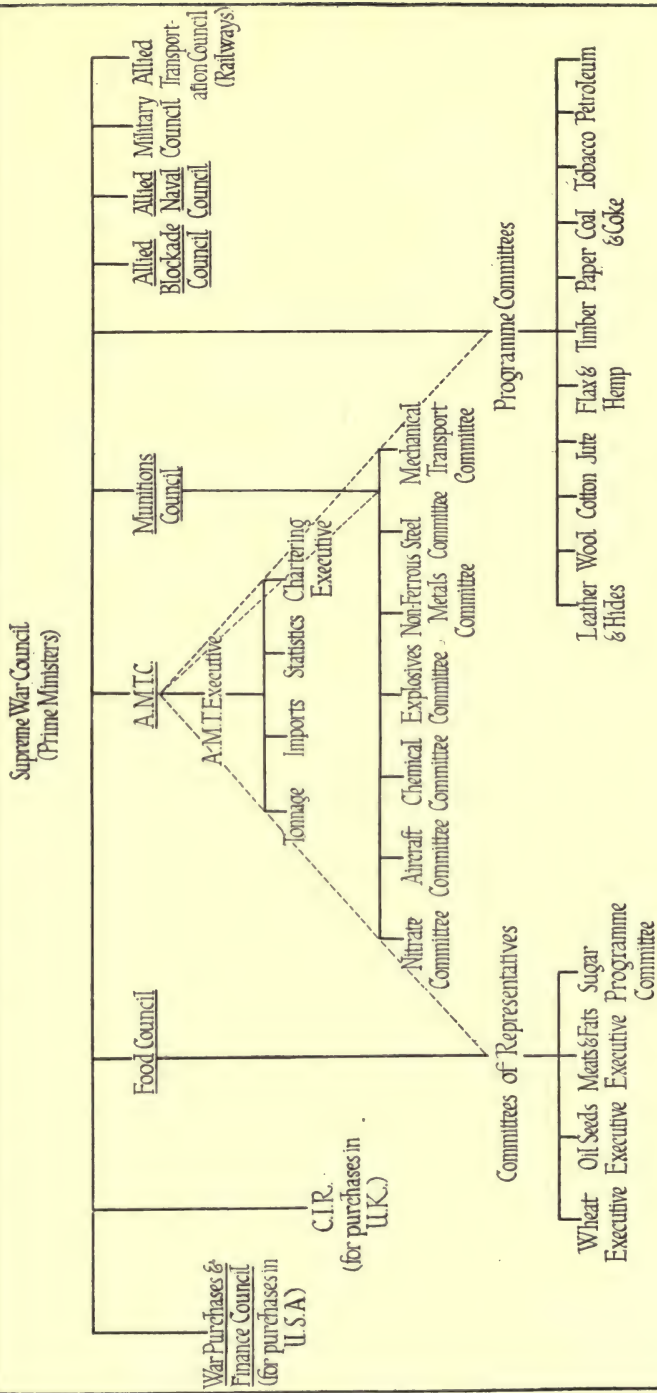 Supreme War Council
(Prime Ministers)
War Purchases &
Finance Council
(for purchases in
U.S.A)
C.I.R.
(for purchases in
U.K.)
Food Council
A.M.T.C.
Munitions
Council
Allied
Blockade
Council
Allied
Naval
Council
Military
Council
Allied
Transport-
ation Council
(Railways)
A.M.T. Executive
Tonnage
Imports
Statistics
Chartering
Executive
Nitrate
Committee
Aircraft
Committee
Chemical
Committee
Explosives
Committee
Non-Ferrous
Metals
Committee
Steel
Committee
Mechanical
Transport
Committee
Committees of Representatives
Wheat
Executive
Oil Seeds
Executive
Meats & Fats
Executive
Sugar
Programme
Committee
Programme Committees
Leather
& Hides
Wool
Cotton
Jute
Flax &
Hemp
Timber
Paper
Coal
& Coke
Tobacco
Petroleum